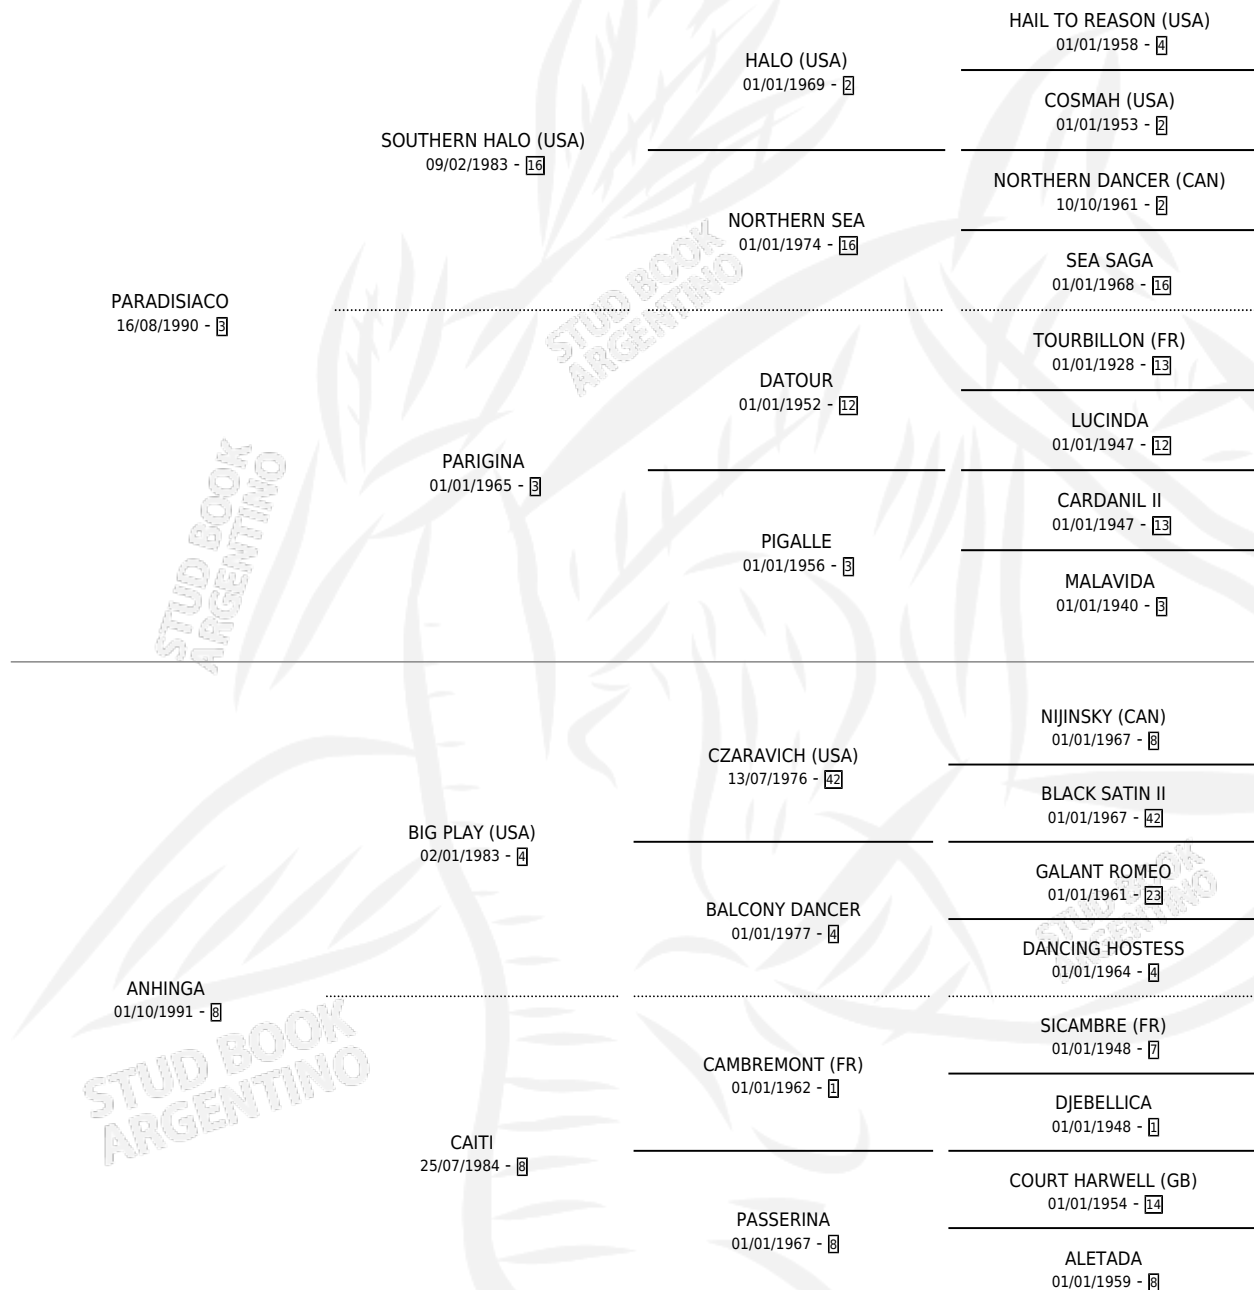 HAIL TO REASON (USA)
01/01/1958 - 4
HALO (USA)
01/01/1969 - 2
COSMAH (USA)
01/01/1953 - 2
SOUTHERN HALO (USA)
09/02/1983 - 16
NORTHERN DANCER (CAN)
10/10/1961 - 2
NORTHERN SEA
01/01/1974 - 16
SEA SAGA
01/01/1968 - 16
PARADISIACO
16/08/1990 - 3
TOURBILLON (FR)
01/01/1928 - 13
DATOUR
01/01/1952 - 12
LUCINDA
01/01/1947 - 12
PARIGINA
01/01/1965 - 3
CARDANIL II
01/01/1947 - 13
PIGALLE
01/01/1956 - 3
MALAVIDA
01/01/1940 - 3
NIJINSKY (CAN)
01/01/1967 - 8
CZARAVICH (USA)
13/07/1976 - 42
BLACK SATIN II
01/01/1967 - 42
BIG PLAY (USA)
02/01/1983 - 4
GALANT ROMEO
01/01/1961 - 23
BALCONY DANCER
01/01/1977 - 4
DANCING HOSTESS
01/01/1964 - 4
ANHINGA
01/10/1991 - 8
SICAMBRE (FR)
01/01/1948 - 7
CAMBREMONT (FR)
01/01/1962 - 1
DJEBELLICA
01/01/1948 - 1
CAITI
25/07/1984 - 8
COURT HARWELL (GB)
01/01/1954 - 14
PASSERINA
01/01/1967 - 8
ALETADA
01/01/1959 - 8
STUD BOOK
ARGENTINO
STUD BOOK
ARGENTINO
STUD BOOK
ARGENTINO
STUD BOOK
ARGENTINO